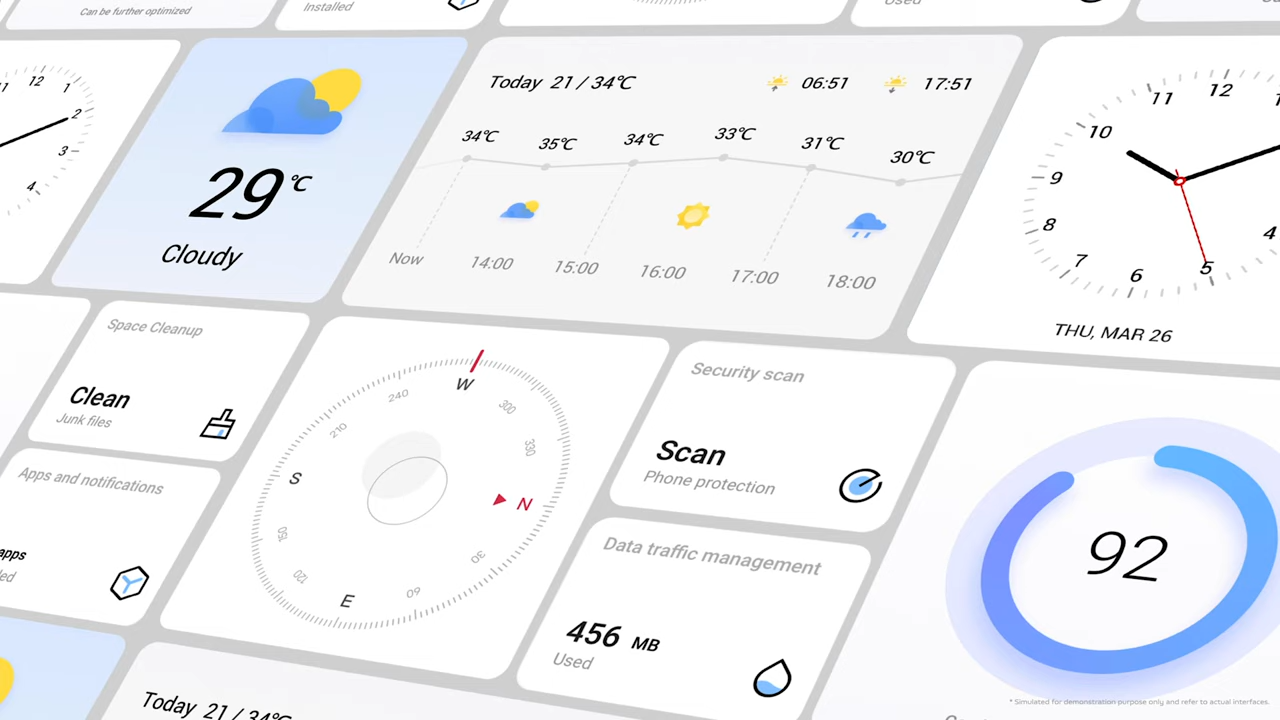 Can be further optimized
Installed
Used
12
1
2
3
4
29℃
Cloudy
Today 21 / 34℃
06:51
17:51
34℃
35℃
34℃
33℃
31℃
30℃
Now
14:00
15:00
16:00
17:00
18:00
12
11
10
9
8
7
6
5
4
THU, MAR 26
Space Cleanup
Clean
Junk files
Apps and notifications
apps
W
240
300
210
330
S
N
150
30
120
60
E
Security scan
Scan
Phone protection
Data traffic management
456 MB
Used
92
Today 21 / 34℃
* Simulated for demonstration purpose only and refer to actual interfaces.